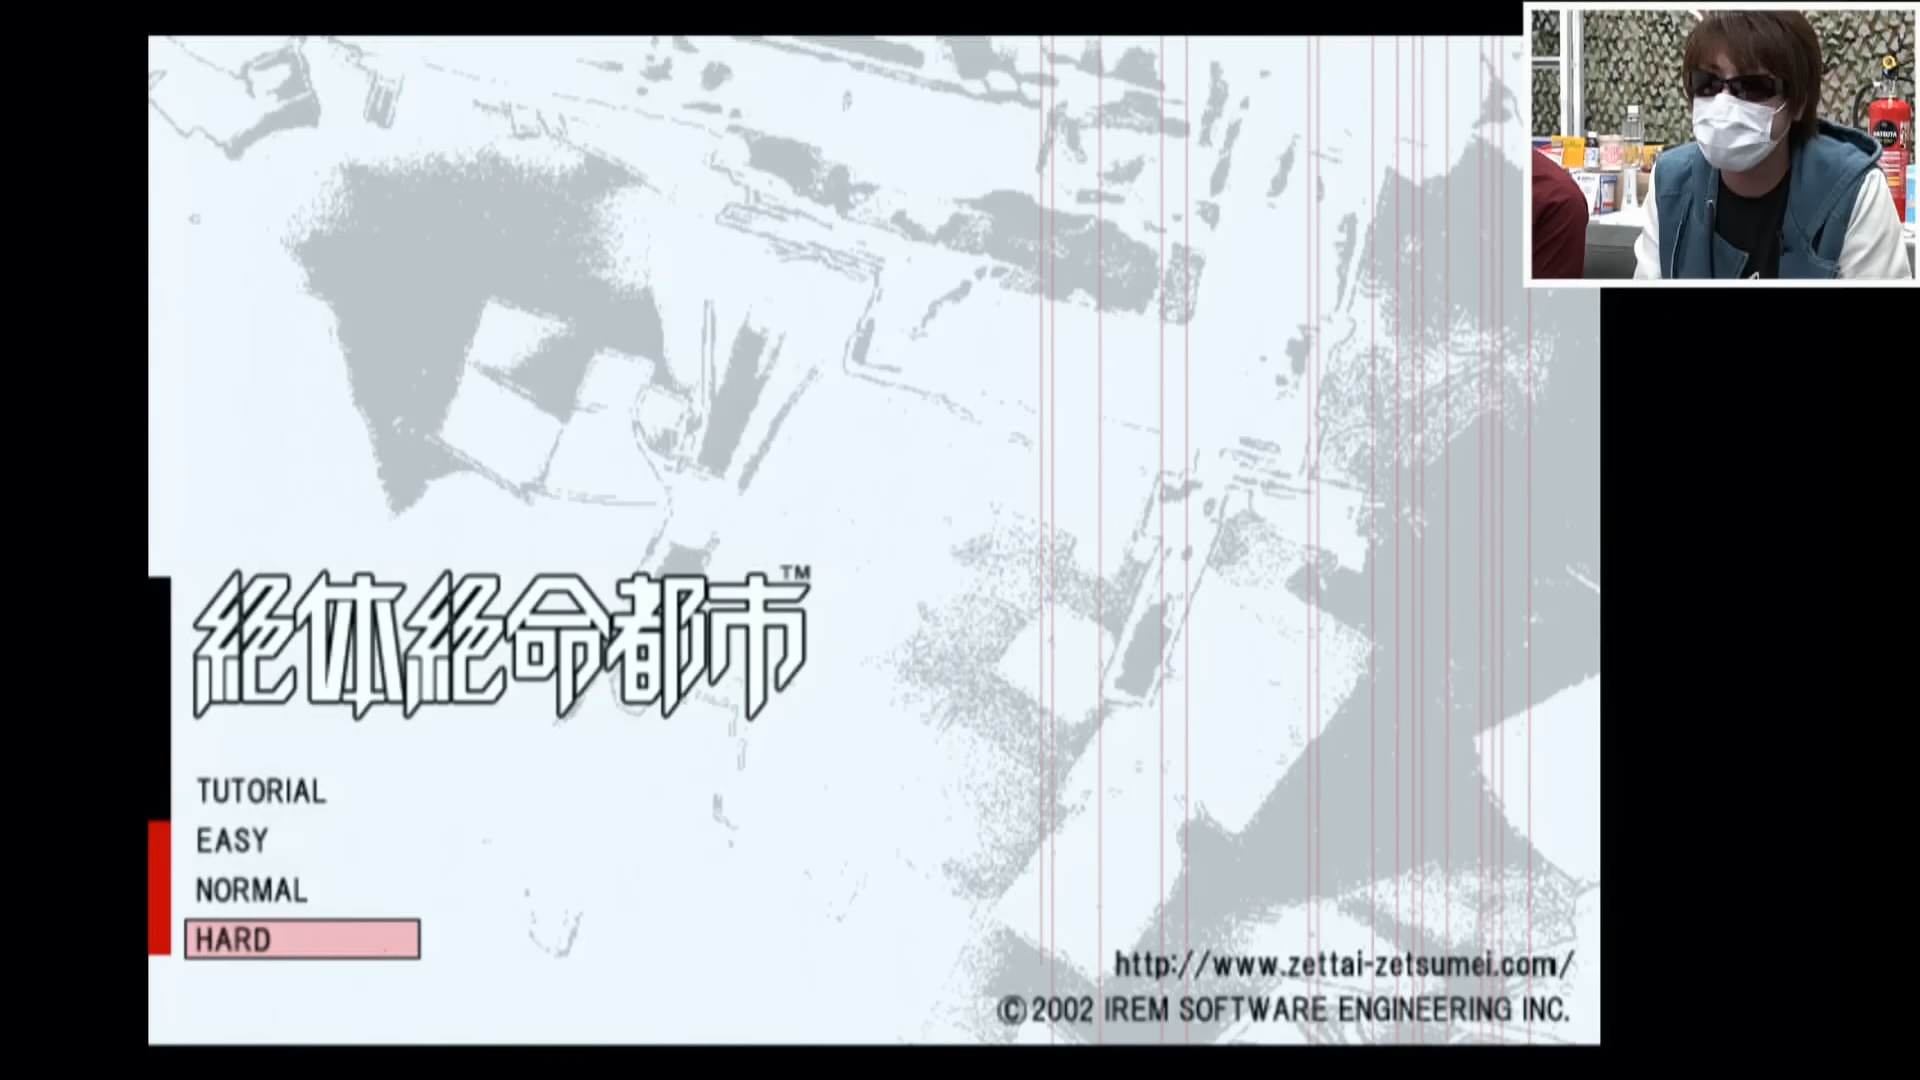 絶体絶命都市™
TUTORIAL
EASY
NORMAL
HARD
http://www.zettai-zetsumei.com/
©2002 IREM SOFTWARE ENGINEERING INC.